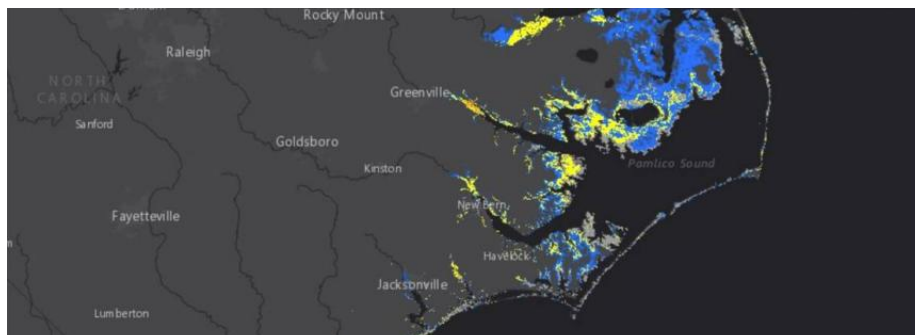 Rocky Mount
Raleigh
NORTH
CAROLINA
Greenville
Sanford
Goldsboro
Pamlico Sound
Kinston
New Bern
Fayetteville
Havelock
Jacksonville
Lumberton